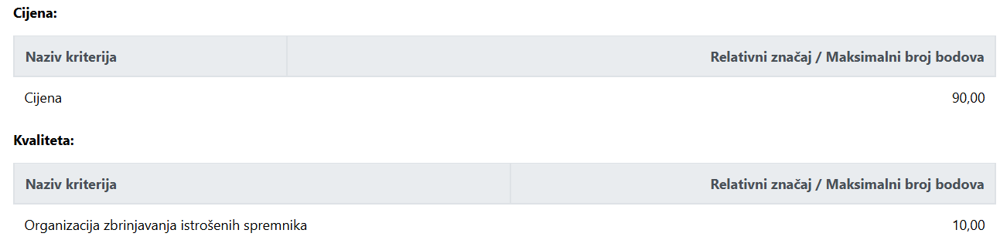 Cijena:
Naziv kriterija Relativni značaj / Maksimalni broj bodova
Cijena 90,00
Kvaliteta:
Naziv kriterija Relativni značaj / Maksimalni broj bodova
Organizacija zbrinjavanja istrošenih spremnika 10,00